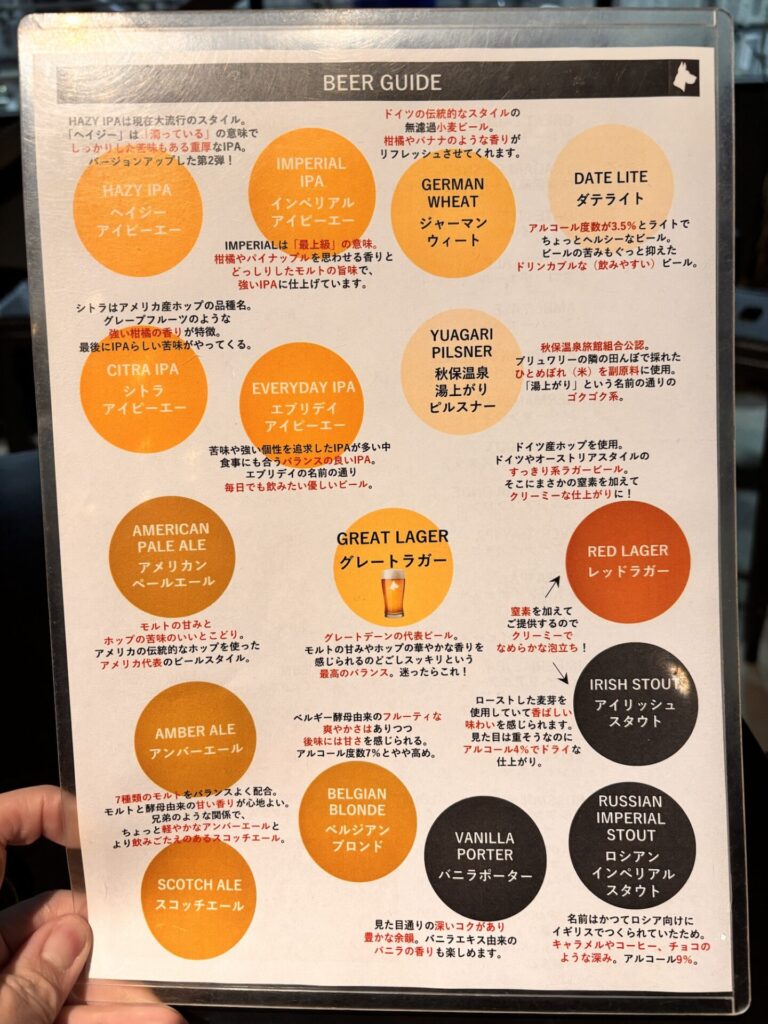 BEER GUIDE
HAZY IPAは現在大流行のスタイル。
「ヘイジー」は「濁っている」の意味で
しっかりした苦味もある重厚なIPA。
バージョンアップした第2弾！
HAZY IPA
ヘイジー
アイピーエー
IMPERIAL
IPA
インペリアル
アイピーエー
IMPERIALは「最上級」の意味。
柑橘やパイナップルを思わせる香りと
どっしりしたモルトの旨味で、
強いIPAに仕上げています。
ドイツの伝統的なスタイルの
無濾過小麦ビール。
柑橘やバナナのような香りが
リフレッシュさせてくれます。
GERMAN
WHEAT
ジャーマン
ウィート
DATE LITE
ダテライト
アルコール度数が3.5%とライトで
ちょっとヘルシーなビール。
ビールの苦みもぐっと抑えた
ドリンカブルな（飲みやすい）ビール。
シトラはアメリカ産ホップの品種名。
グレープフルーツのような
強い柑橘の香りが特徴。
最後にIPAらしい苦味がやってくる。
CITRA IPA
シトラ
アイピーエー
EVERYDAY IPA
エブリデイ
アイピーエー
苦味や強い個性を追求したIPAが多い中
食事にも合うバランスの良いIPA。
エブリデイの名前の通り
毎日でも飲みたい優しいビール。
YUAGARI
PILSNER
秋保温泉
湯上がり
ピルスナー
秋保温泉旅館組合公認。
ブリュワリーの隣の田んぼで採れた
ひとめぼれ（米）を副原料に使用。
「湯上がり」という名前の通りの
ゴクゴク系。
ドイツ産ホップを使用。
ドイツやオーストリアスタイルの
すっきり系ラガービール。
そこにまさかの窒素を加えて
クリーミーな仕上がりに！
AMERICAN
PALE ALE
アメリカン
ペールエール
モルトの甘みと
ホップの苦味のいいとこどり。
アメリカの伝統的なホップを使った
アメリカ代表のビールスタイル。
GREAT LAGER
グレートラガー
グレートデーンの代表ビール。
モルトの甘みやホップの華やかな香りを
感じられるのどごしスッキリという
最高のバランス。迷ったらこれ！
RED LAGER
レッドラガー
窒素を加えて
ご提供するので
クリーミーで
なめらかな泡立ち！
IRISH STOUT
アイリッシュ
スタウト
ローストした麦芽を
使用していて香ばしい
味わいを感じられます。
見た目は重そうなのに
アルコール4%でドライな
仕上がり。
AMBER ALE
アンバーエール
7種類のモルトをバランスよく配合。
モルトと酵母由来の甘い香りが心地よい。
兄弟のような関係で、
ちょっと軽やかなアンバーエールと
より飲みごたえのあるスコッチエール。
SCOTCH ALE
スコッチエール
ベルギー酵母由来のフルーティな
爽やかさはありつつ
後味には甘さを感じられる。
アルコール度数7%とやや高め。
BELGIAN
BLONDE
ベルジアン
ブロンド
VANILLA
PORTER
バニラポーター
見た目通りの深いコクがあり
豊かな余韻。バニラエキス由来の
バニラの香りも楽しめます。
RUSSIAN
IMPERIAL
STOUT
ロシアン
インペリアル
スタウト
名前はかつてロシア向けに
イギリスでつくられていたため。
キャラメルやコーヒー、チョコの
ような深み。アルコール9%。